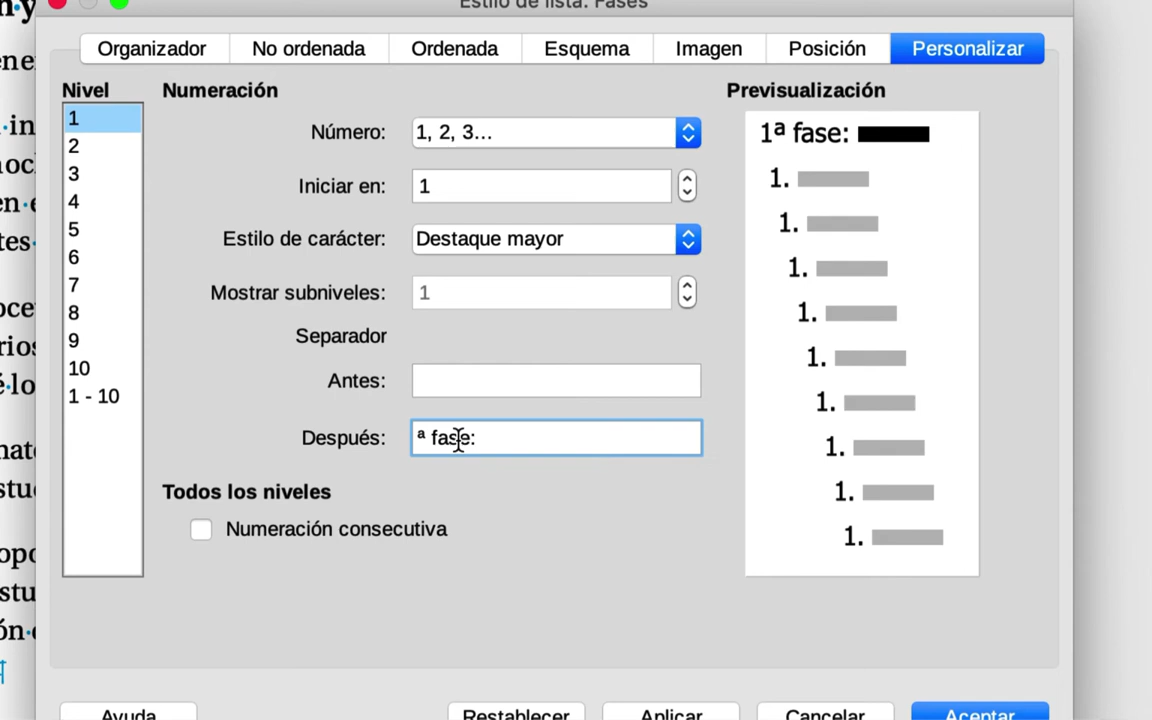 Estilo de lista: Fases
Organizador No ordenada Ordenada Esquema Imagen Posición Personalizar
Nivel
1
2
3
4
5
6
7
8
9
10
1 - 10
Numeración
Número: 1, 2, 3...
Iniciar en: 1
Estilo de carácter: Destaque mayor
Mostrar subniveles: 1
Separador
Antes:
Después: ª fase:
Todos los niveles
Numeración consecutiva
Previsualización
1ª fase:
1.
1.
1.
1.
1.
1.
1.
1.
1.
Ayuda Restablecer Aplicar Cancelar Aceptar